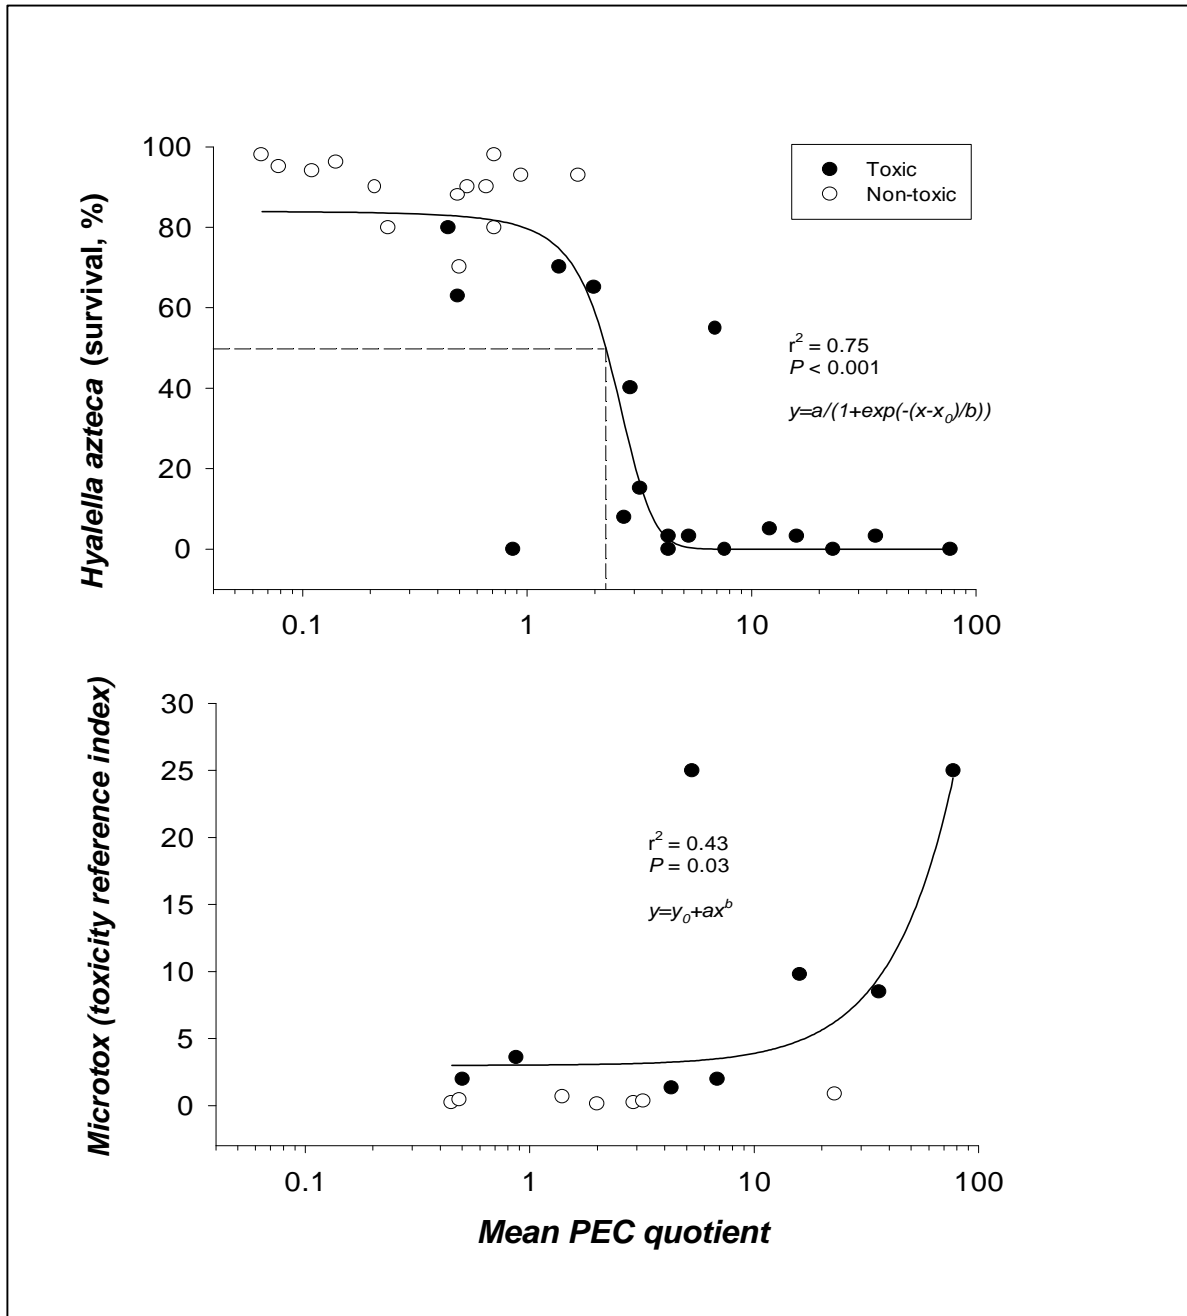 Hyalella azteca (survival, %)
100
80
60
40
20
0
Toxic
Non-toxic
r² = 0.75
P < 0.001
y=a/(1+exp(-(x-x₀)/b))
0.1 1 10 100
Microtox (toxicity reference index)
30
25
20
15
10
5
0
r² = 0.43
P = 0.03
y=y₀+axᵇ
0.1 1 10 100
Mean PEC quotient